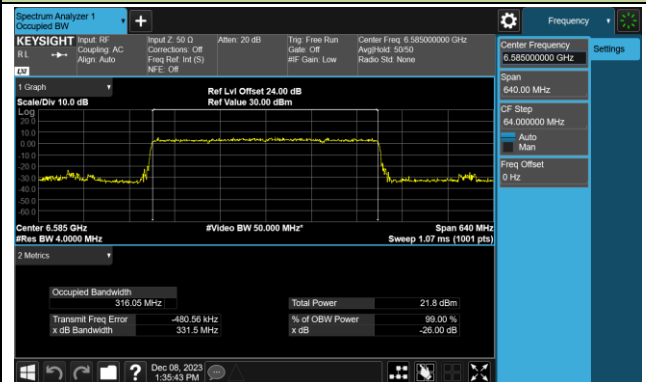 Spectrum Analyzer 1
Occupied BW
Frequency
KEYSIGHT
RL
LXI
Input: RF
Coupling: AC
Align: Auto
Input Z: 50 Ω
Corrections: Off
Freq Ref: Int (S)
NFE: Off
Atten: 20 dB
Trig: Free Run
Gate: Off
#IF Gain: Low
Center Freq: 6.585000000 GHz
Avg|Hold: 50/50
Radio Std: None
Center Frequency
6.585000000 GHz
Settings
Span
640.00 MHz
CF Step
64.000000 MHz
Auto
Man
Freq Offset
0 Hz
1 Graph
Scale/Div 10.0 dB
Ref Lvl Offset 24.00 dB
Ref Value 30.00 dBm
Log
20.0
10.0
0.00
-10.0
-20.0
-30.0
-40.0
-50.0
-60.0
Center 6.585 GHz
#Res BW 4.0000 MHz
#Video BW 50.000 MHz*
Span 640 MHz
Sweep 1.07 ms (1001 pts)
2 Metrics
Occupied Bandwidth
316.05 MHz
Total Power 21.8 dBm
Transmit Freq Error -480.56 kHz
% of OBW Power 99.00 %
x dB Bandwidth 331.5 MHz
x dB -26.00 dB
?
Dec 08, 2023
1:35:43 PM